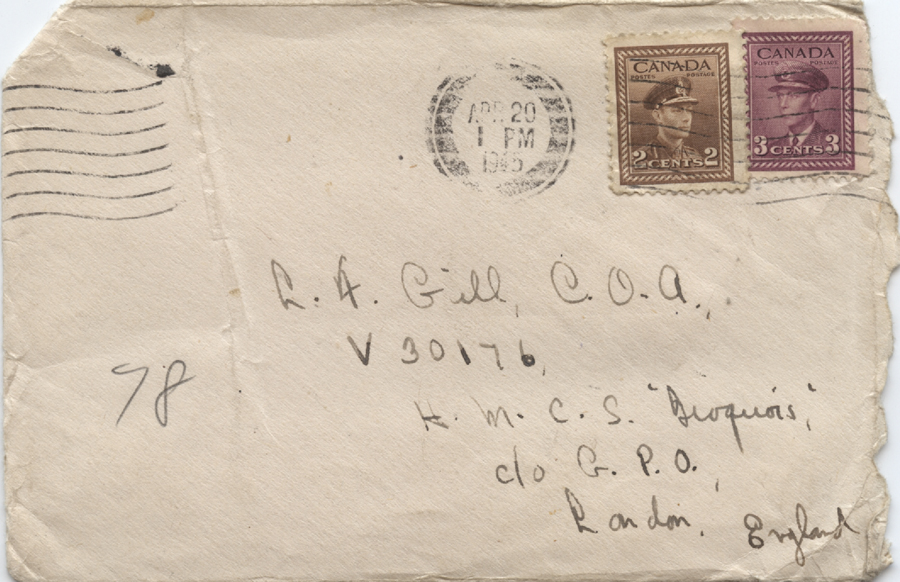 CANADA
POSTES POSTAGE
2 CENTS 2
CANADA
POSTES POSTAGE
3 CENTS 3
APR 20
1 PM
1945
L. A. Gill, C.O.A.,
V 30176,
78
H. M. C. S. "Iroquois,"
c/o G. P. O.,
London,
England